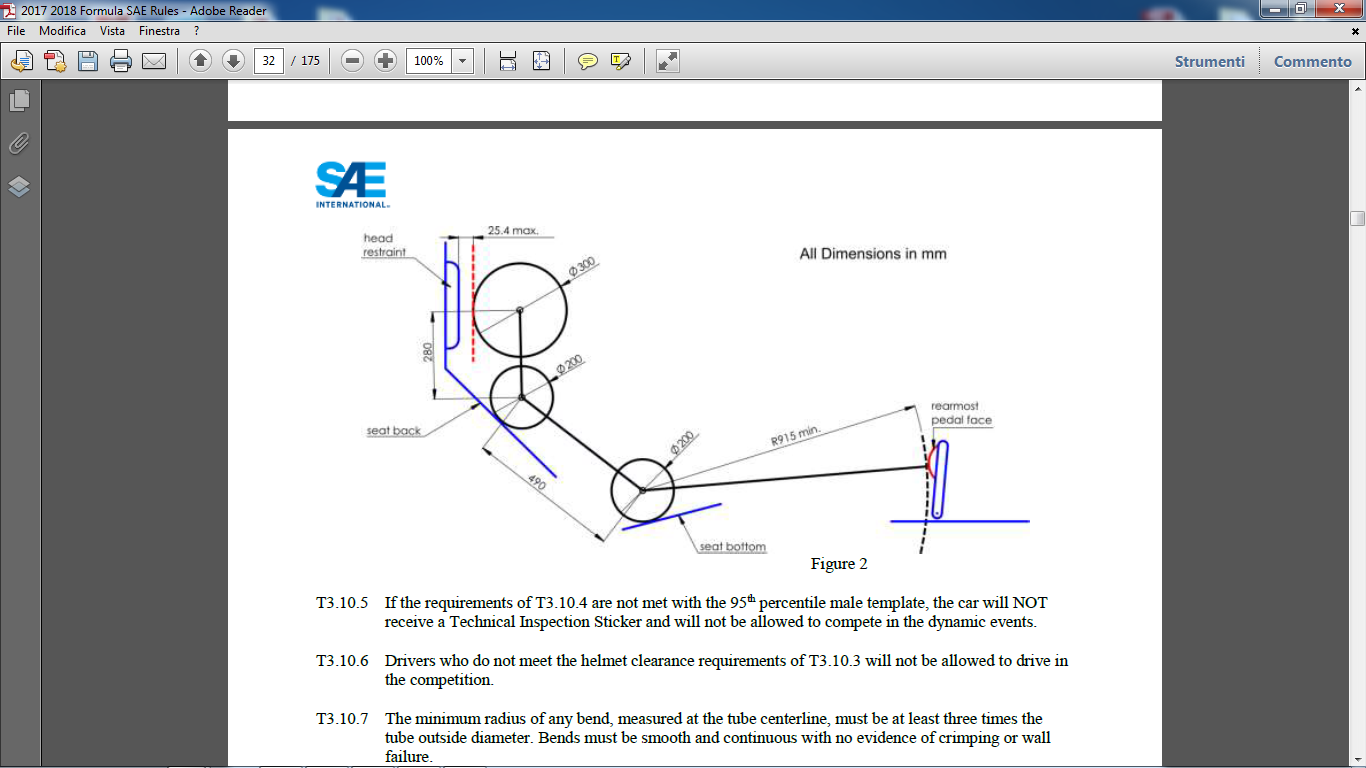 2017 2018 Formula SAE Rules - Adobe Reader
File Modifica Vista Finestra ?
32 / 175 100% Strumenti Commento
SAE
INTERNATIONAL
25.4 max.
head
restraint
All Dimensions in mm
Ø300
280
Ø200
seat back
rearmost
pedal face
R915 min.
Ø200
490
seat bottom
Figure 2
T3.10.5 If the requirements of T3.10.4 are not met with the 95th percentile male template, the car will NOT
receive a Technical Inspection Sticker and will not be allowed to compete in the dynamic events.
T3.10.6 Drivers who do not meet the helmet clearance requirements of T3.10.3 will not be allowed to drive in
the competition.
T3.10.7 The minimum radius of any bend, measured at the tube centerline, must be at least three times the
tube outside diameter. Bends must be smooth and continuous with no evidence of crimping or wall
failure.